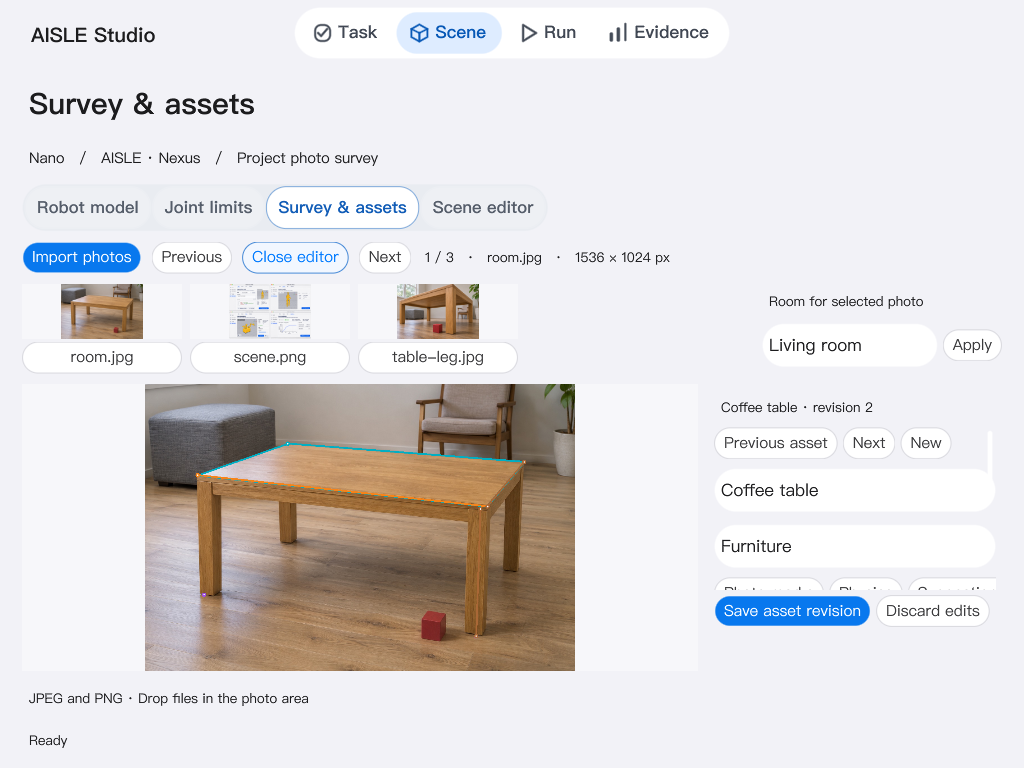 AISLE Studio
Task
Scene
Run
Evidence
Survey & assets
Nano / AISLE · Nexus / Project photo survey
Robot model
Joint limits
Survey & assets
Scene editor
Import photos
Previous
Close editor
Next
1 / 3 · room.jpg · 1536 × 1024 px
room.jpg
scene.png
table-leg.jpg
Room for selected photo
Living room
Apply
Coffee table · revision 2
Previous asset
Next
New
Coffee table
Furniture
Save asset revision
Discard edits
JPEG and PNG · Drop files in the photo area
Ready